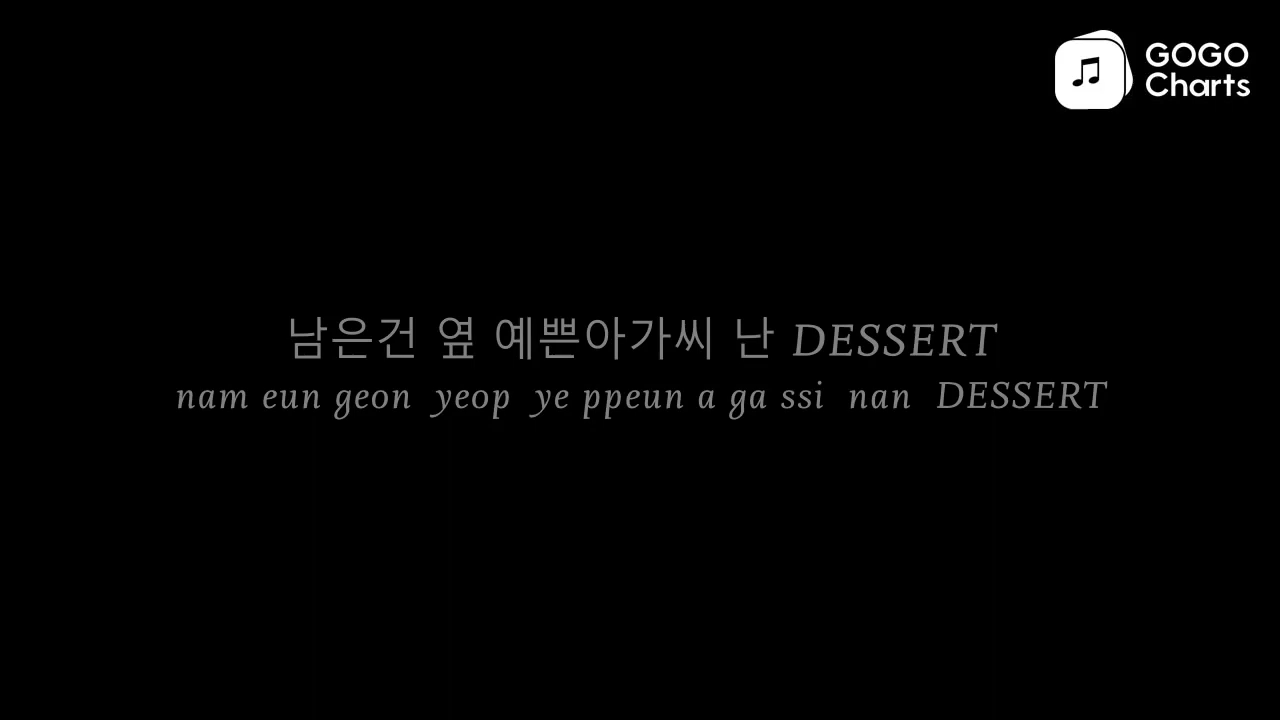 GOGO
Charts
남은건 옆 예쁜아가씨 난 DESSERT
nam eun geon yeop ye ppeun a ga ssi nan DESSERT